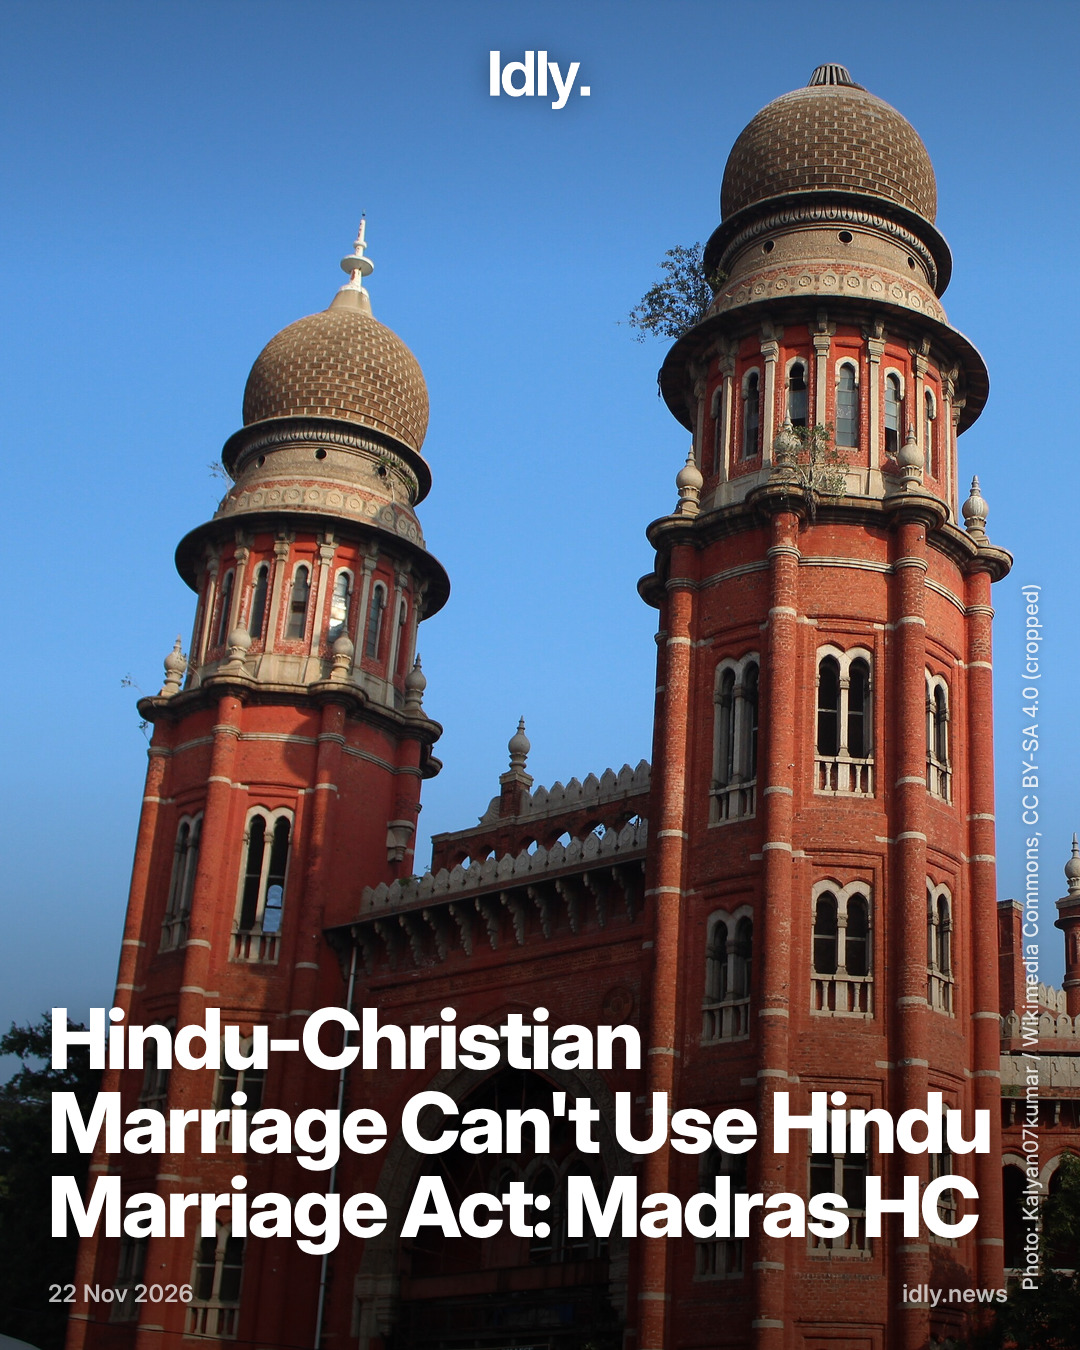 Idly.
Photo: Kalyan07kumar / Wikimedia Commons, CC BY-SA 4.0 (cropped)
Hindu-Christian
Marriage Can't Use Hindu
Marriage Act: Madras HC
22 Nov 2026
idly.news